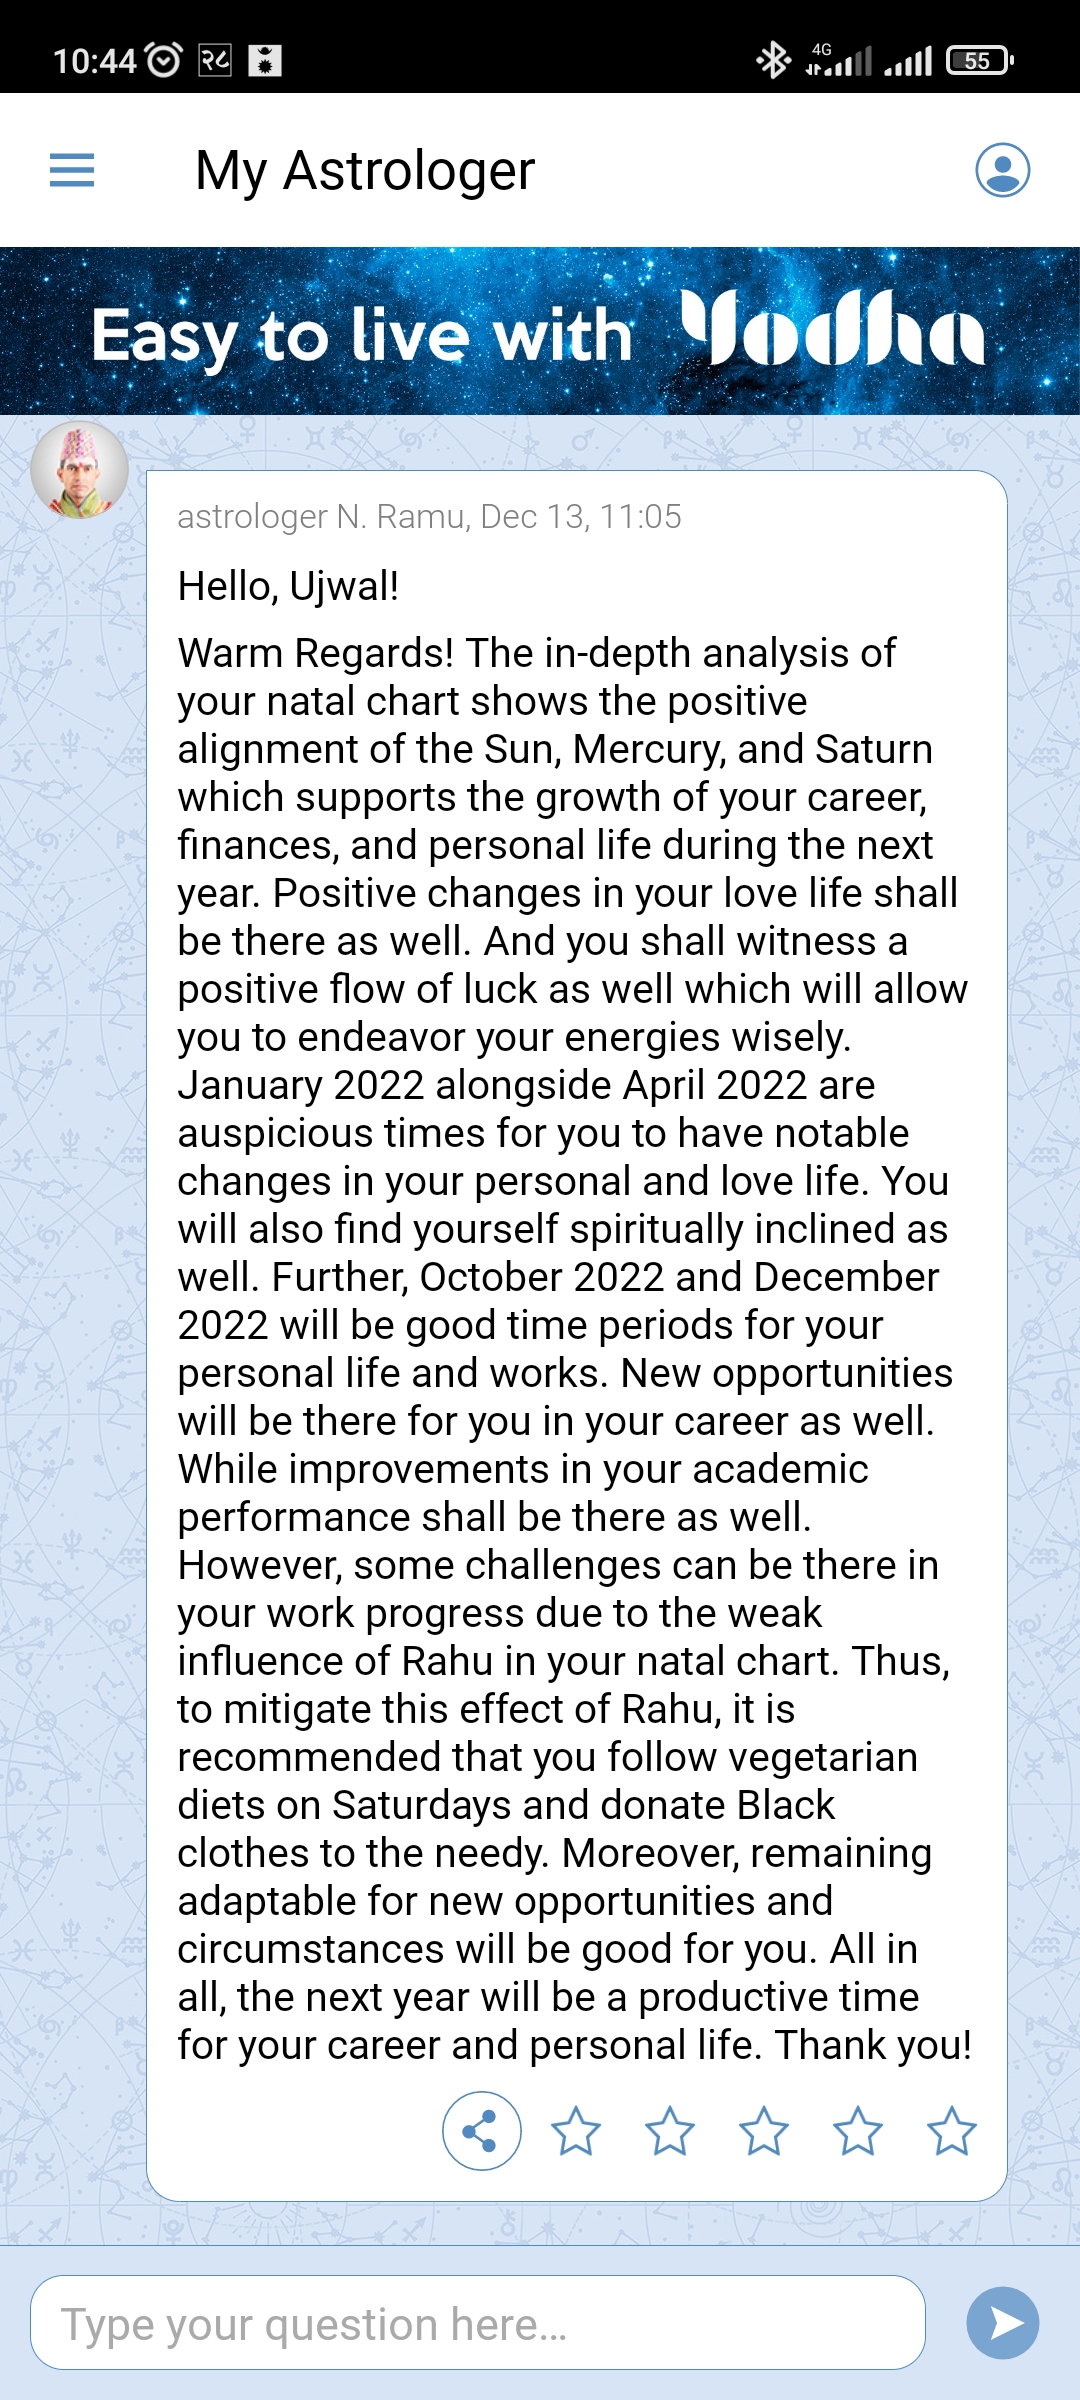 10:44 २८ 4G 55
My Astrologer
Easy to live with Yodha
astrologer N. Ramu, Dec 13, 11:05
Hello, Ujwal!
Warm Regards! The in-depth analysis of
your natal chart shows the positive
alignment of the Sun, Mercury, and Saturn
which supports the growth of your career,
finances, and personal life during the next
year. Positive changes in your love life shall
be there as well. And you shall witness a
positive flow of luck as well which will allow
you to endeavor your energies wisely.
January 2022 alongside April 2022 are
auspicious times for you to have notable
changes in your personal and love life. You
will also find yourself spiritually inclined as
well. Further, October 2022 and December
2022 will be good time periods for your
personal life and works. New opportunities
will be there for you in your career as well.
While improvements in your academic
performance shall be there as well.
However, some challenges can be there in
your work progress due to the weak
influence of Rahu in your natal chart. Thus,
to mitigate this effect of Rahu, it is
recommended that you follow vegetarian
diets on Saturdays and donate Black
clothes to the needy. Moreover, remaining
adaptable for new opportunities and
circumstances will be good for you. All in
all, the next year will be a productive time
for your career and personal life. Thank you!
Type your question here...